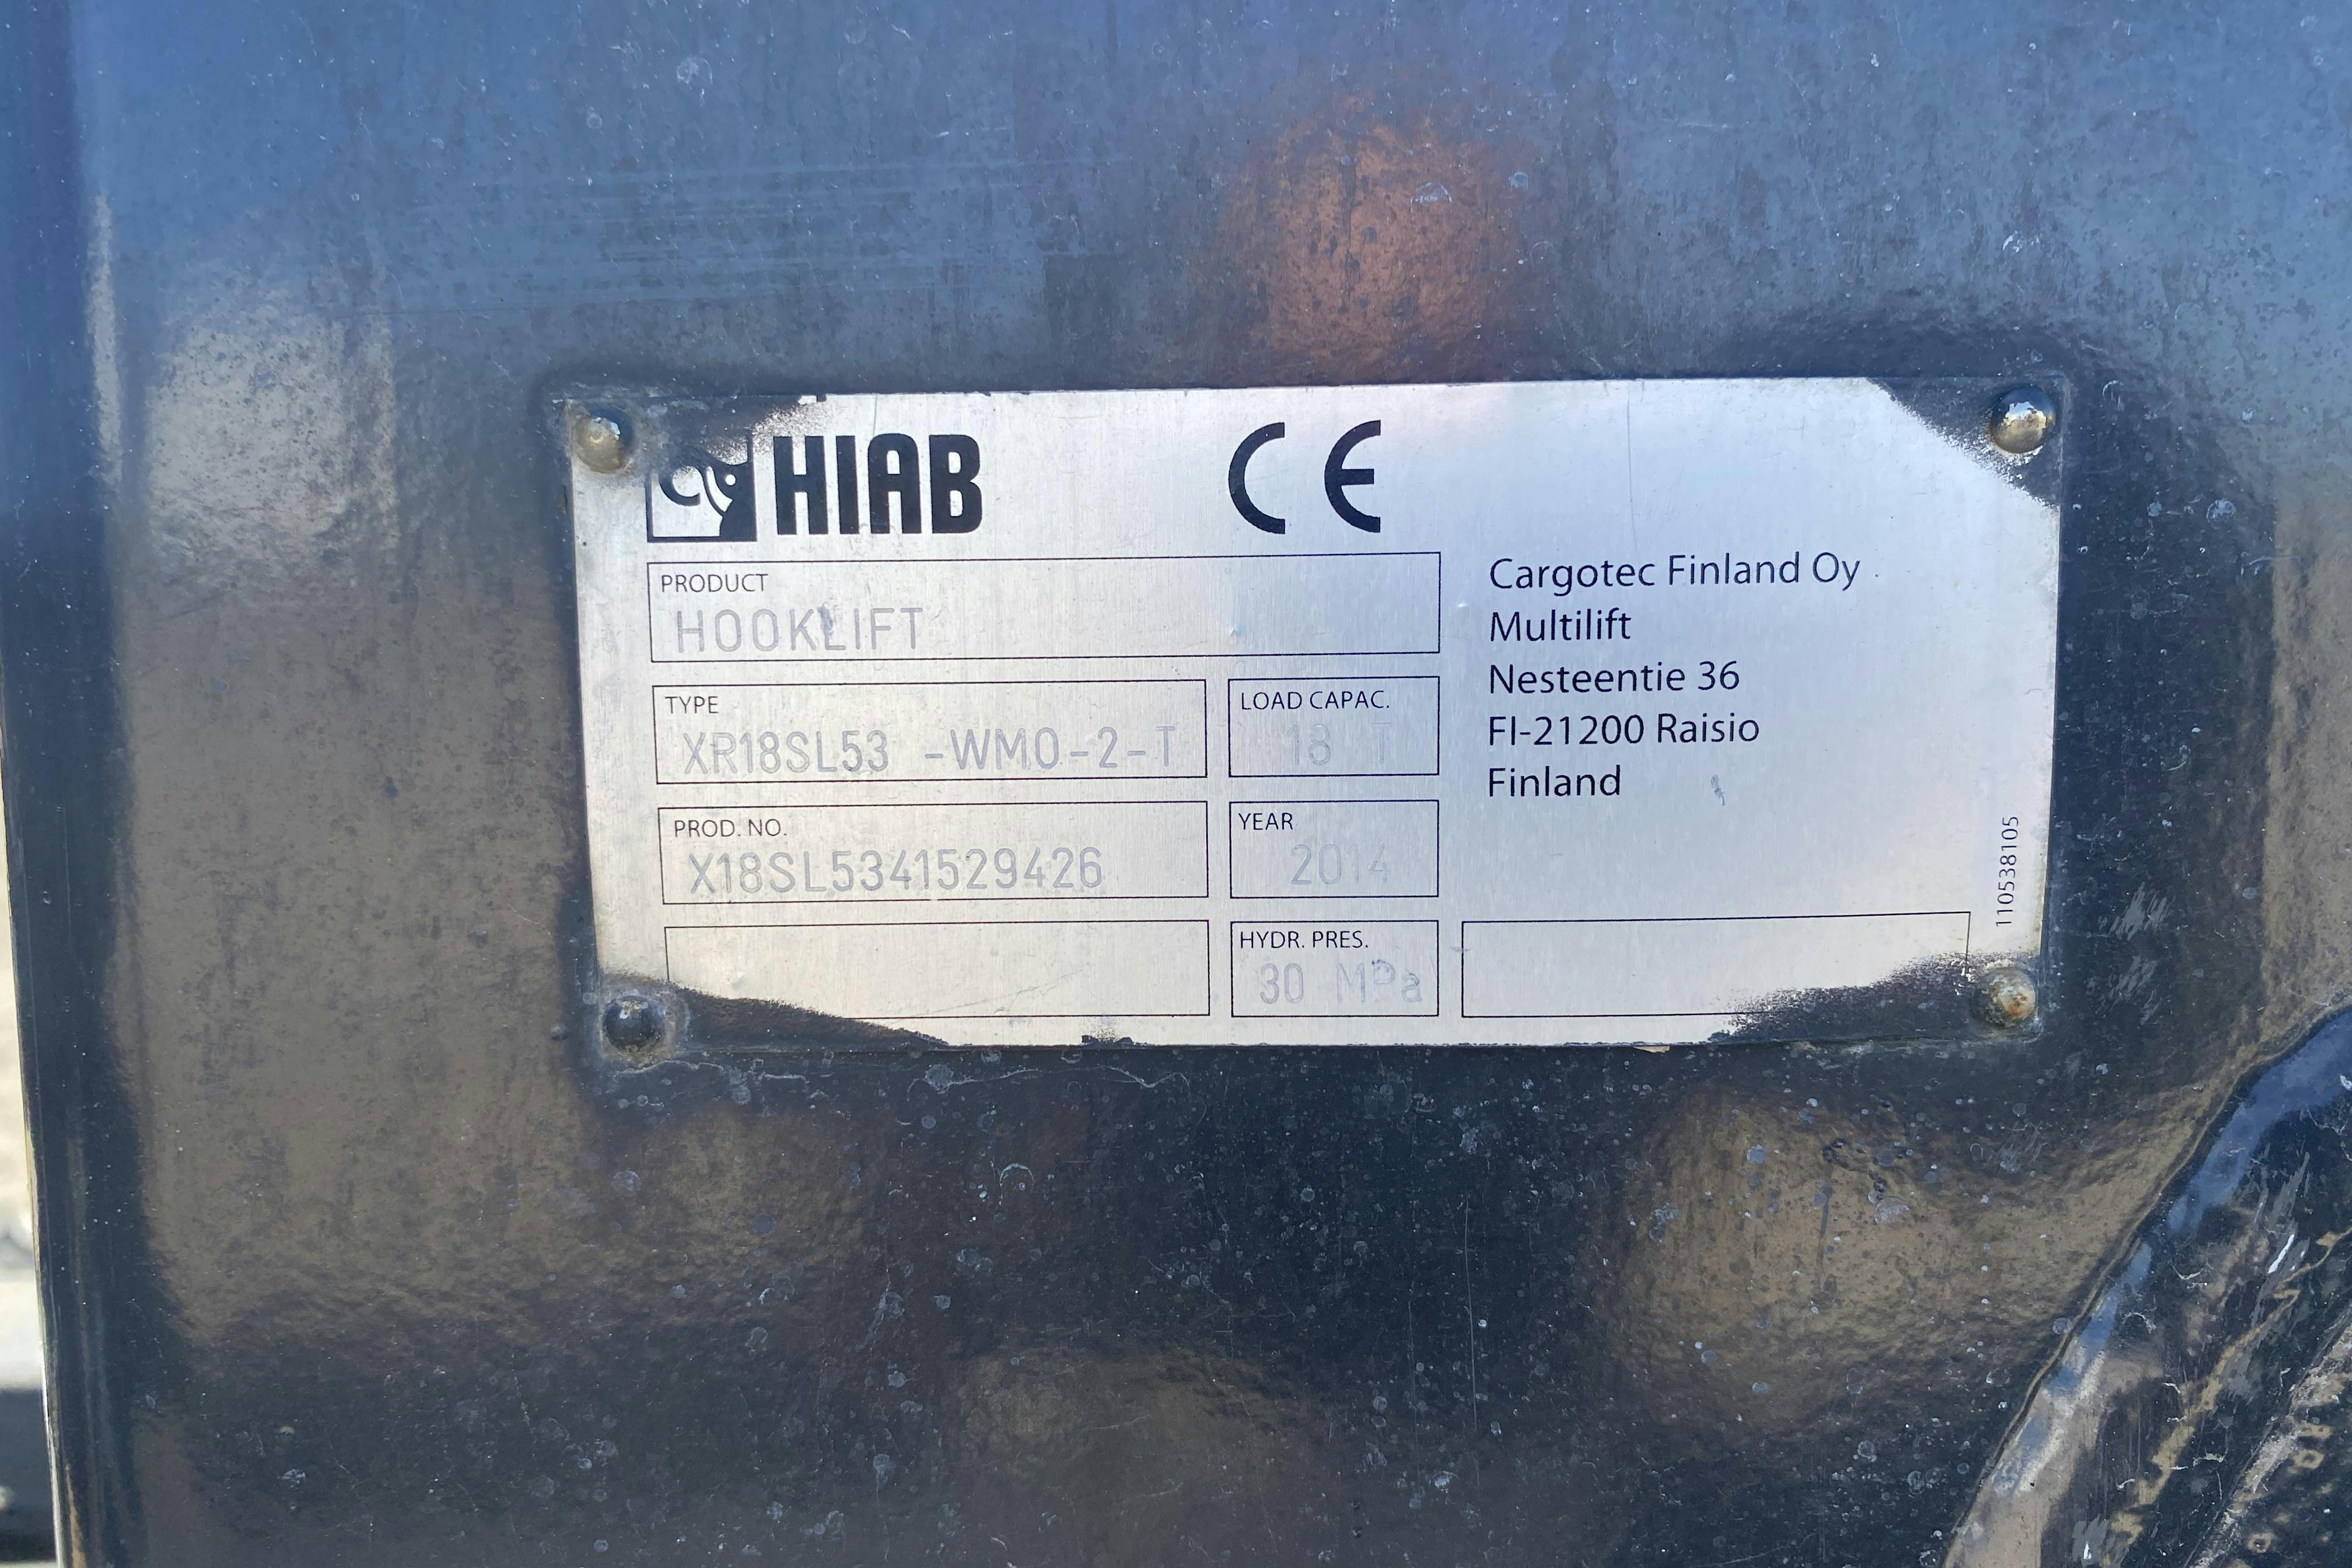 HIAB CE
PRODUCT
HOOKLIFT
TYPE
XR18SL53 -WMO-2-T
LOAD CAPAC.
18 T
PROD. NO.
X18SL5341529426
YEAR
2014
HYDR. PRES.
30 MPa
Cargotec Finland Oy
Multilift
Nesteentie 36
FI-21200 Raisio
Finland
110538105